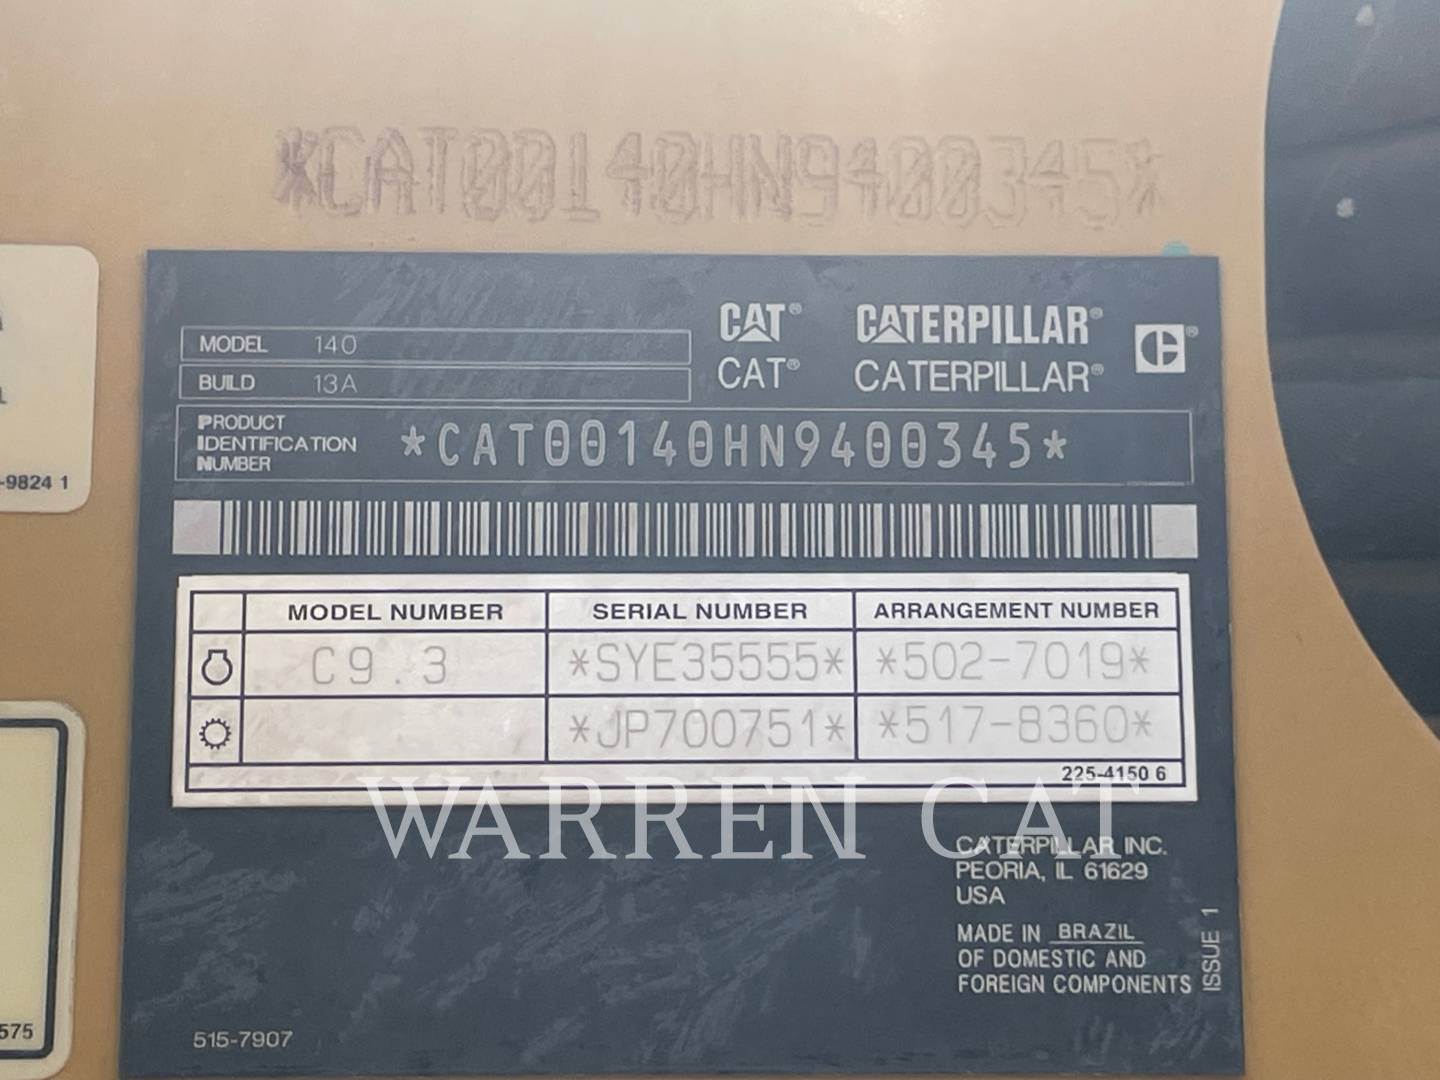 *CAT00140HN9400345*
MODEL 140
BUILD 13A
CAT® CATERPILLAR®
CAT® CATERPILLAR®
PRODUCT
IDENTIFICATION
NUMBER
*CAT00140HN9400345*
MODEL NUMBER SERIAL NUMBER ARRANGEMENT NUMBER
C9.3 *SYE35555* *502-7019*
*JP700751* *517-8360*
225-4150 6
WARREN CAT
CATERPILLAR INC.
PEORIA, IL 61629
USA
MADE IN BRAZIL
OF DOMESTIC AND
FOREIGN COMPONENTS
ISSUE 1
515-7907
-9824 1
575